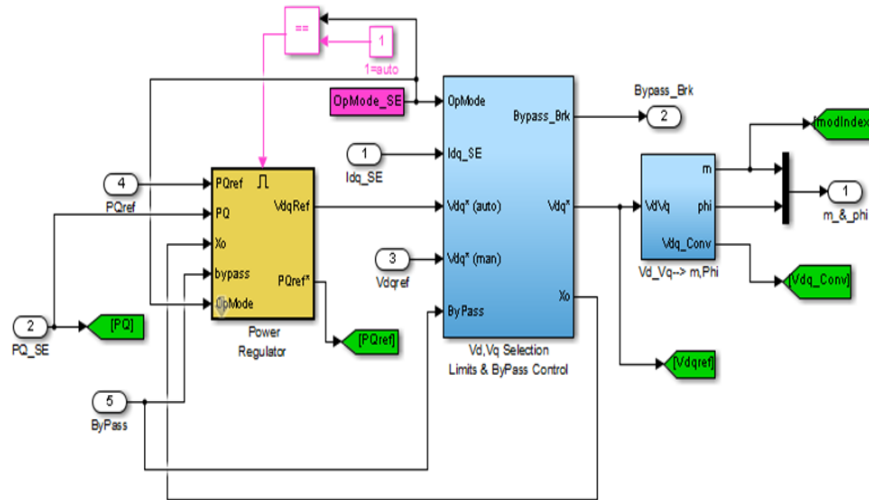 ==
1
1=auto
OpMode_SE
OpMode
Bypass_Brk
Bypass_Brk
2
[modIndex]
1
Idq_SE
Idq_SE
4
PQref
PQref
VdqRef
Vdq* (auto)
Vdq*
VdVq
m
phi
Vdq_Conv
1
m_&_phi
PQ
Xo
bypass
OpMode
PQref*
3
Vdqref
Vdq* (man)
Xo
ByPass
Vd_Vq--> m,Phi
[Vdq_Conv]
2
PQ_SE
[PQ]
Power
Regulator
[PQref]
Vd,Vq Selection
Limits & ByPass Control
[Vdqref]
5
ByPass